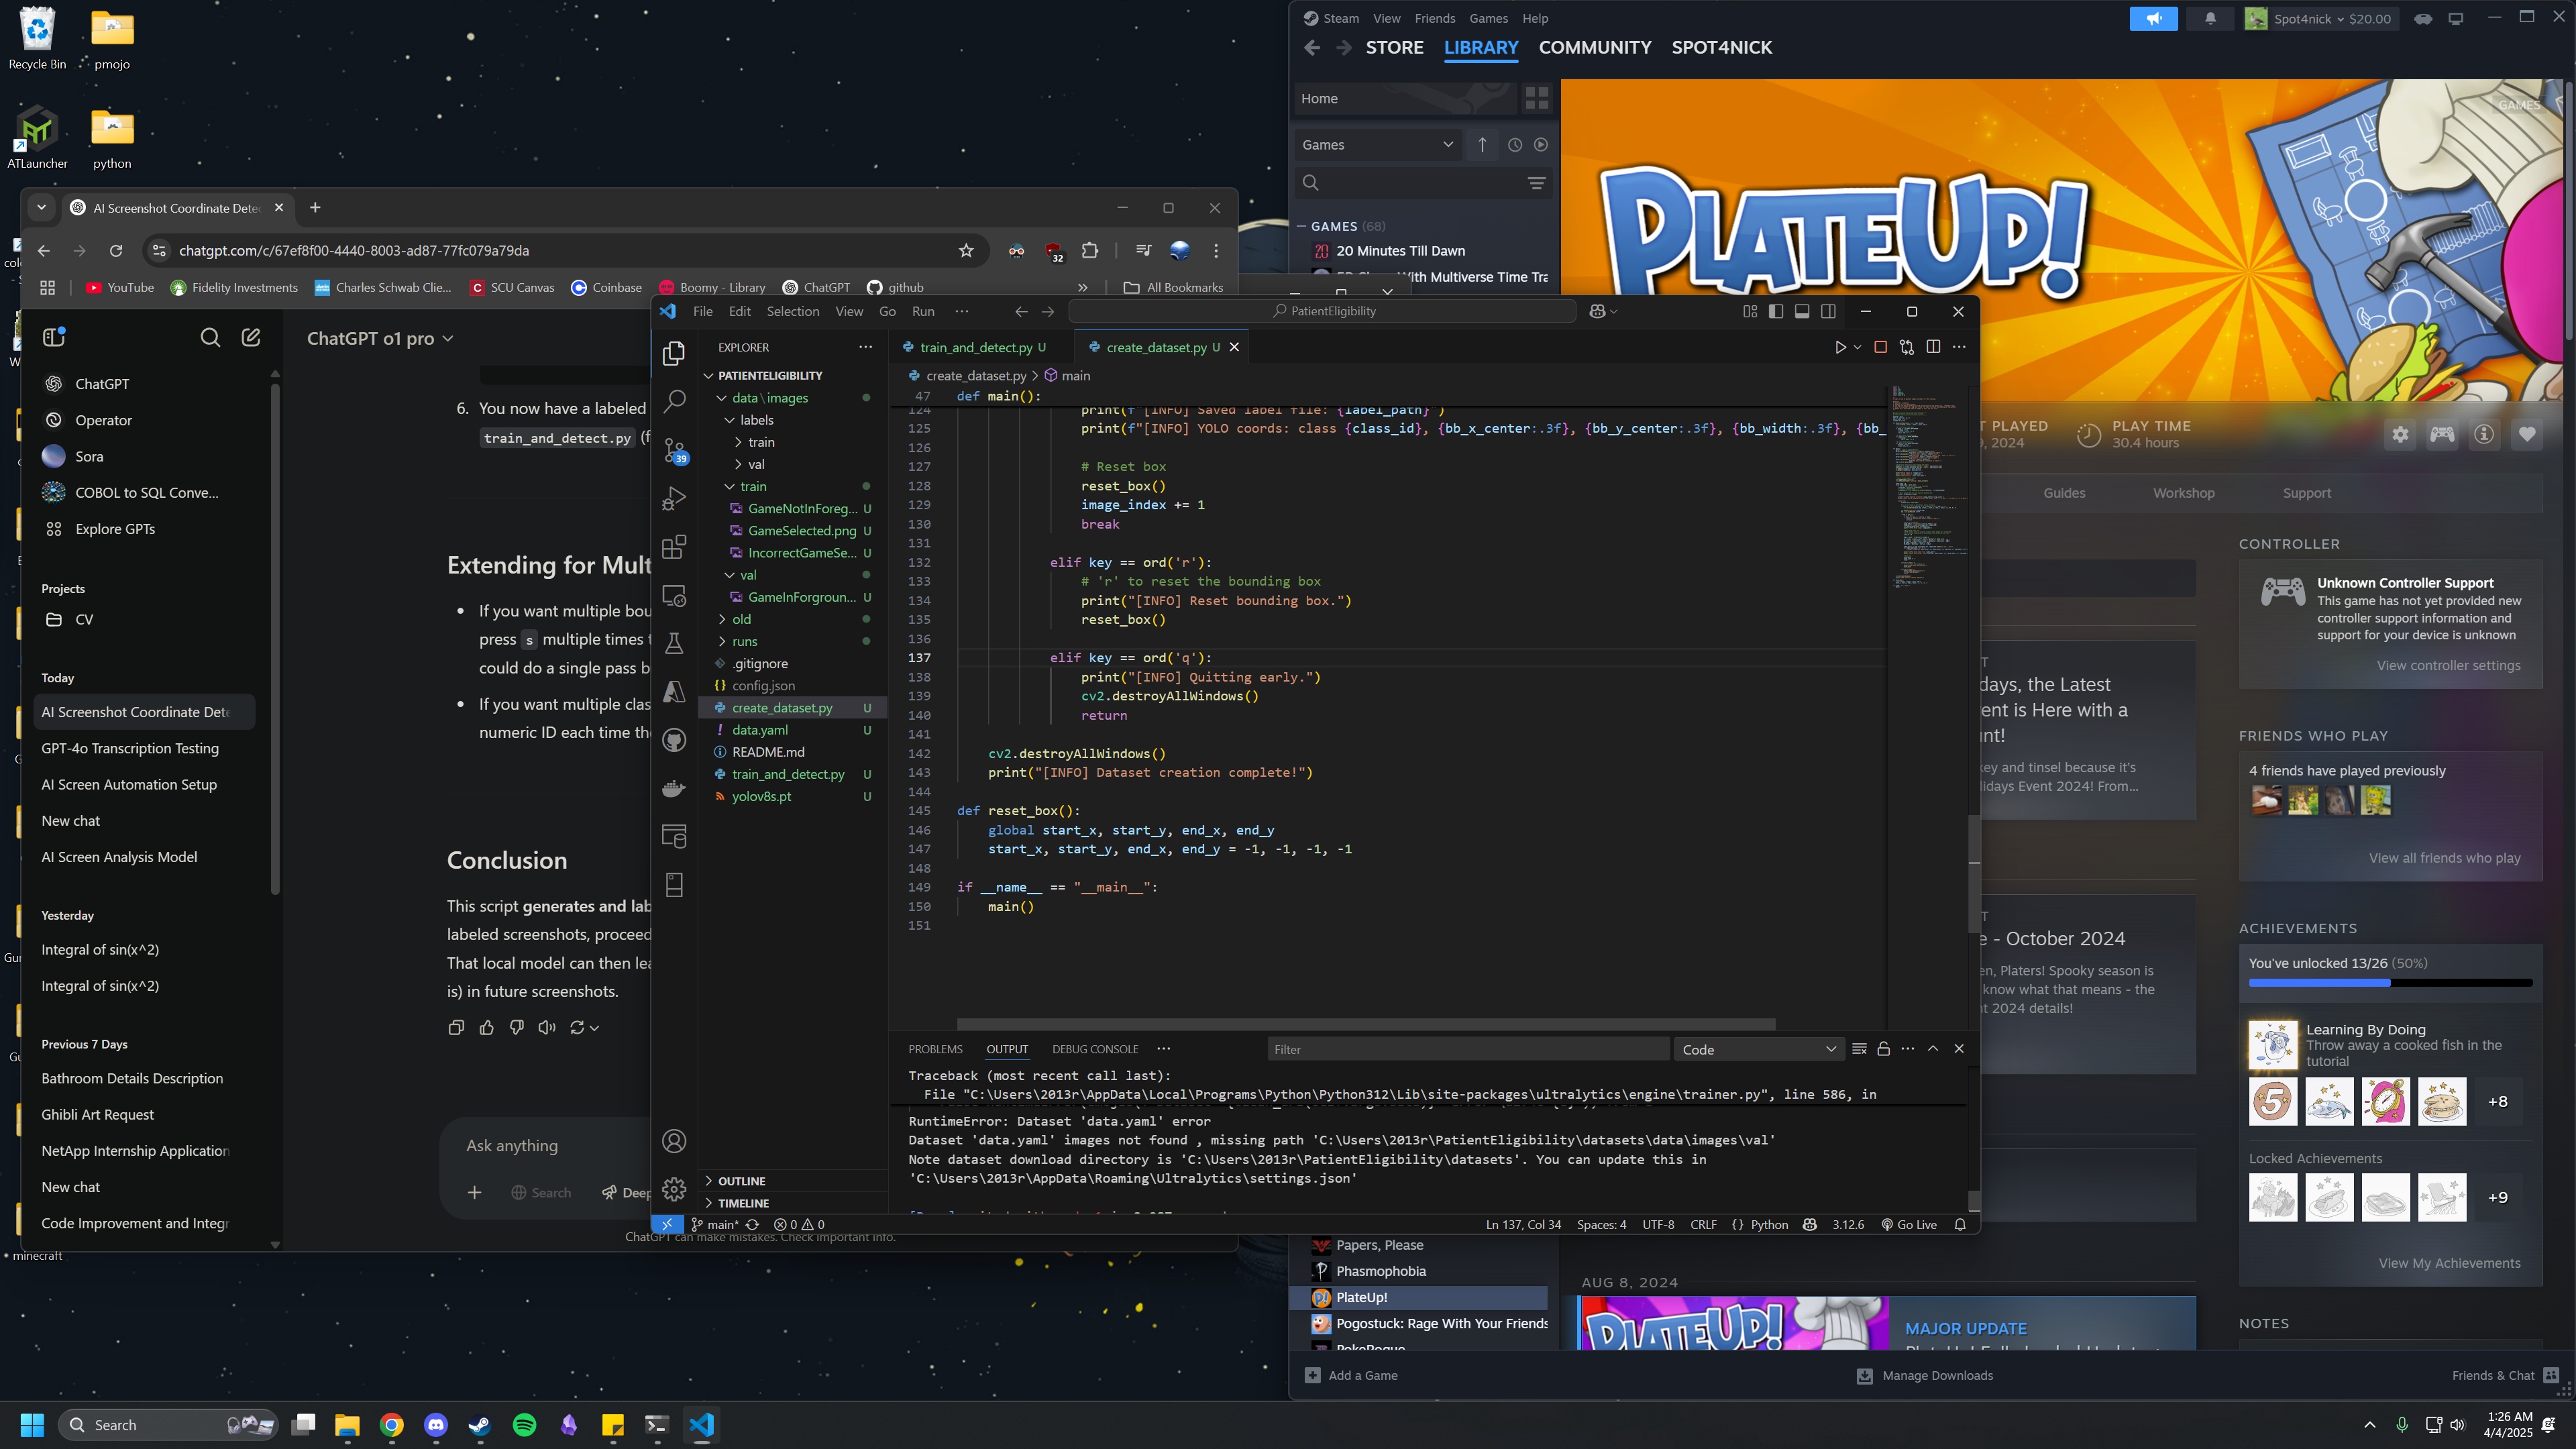 Recycle Bin
pmojo
ATLauncher
python
AI Screenshot Coordinate Dete
chatgpt.com/c/67ef8f00-4440-8003-ad87-77fc079a79da
32
YouTube
Fidelity Investments
Charles Schwab Clie...
SCU Canvas
Coinbase
Boomy - Library
ChatGPT
github
All Bookmarks
ChatGPT o1 pro
ChatGPT
Operator
Sora
COBOL to SQL Conve...
Explore GPTs
Projects
CV
Today
AI Screenshot Coordinate Dete
GPT-4o Transcription Testing
AI Screen Automation Setup
New chat
AI Screen Analysis Model
Yesterday
Integral of sin(x^2)
Integral of sin(x^2)
Previous 7 Days
Bathroom Details Description
Ghibli Art Request
NetApp Internship Application
New chat
Code Improvement and Integr
minecraft
6. You now have a labeled
train_and_detect.py (f
Extending for Mult
If you want multiple bou
press s multiple times t
could do a single pass b
If you want multiple clas
numeric ID each time th
Conclusion
This script generates and lab
labeled screenshots, proceed
That local model can then lea
is) in future screenshots.
Ask anything
Search
Deep
ChatGPT can make mistakes. Check important info.
File Edit Selection View Go Run
PatientEligibility
EXPLORER
PATIENTELIGIBILITY
data\images
labels
train
val
train
GameNotInForeg... U
GameSelected.png U
IncorrectGameSe... U
val
GameInForgroun... U
old
runs
.gitignore
config.json
create_dataset.py U
data.yaml U
README.md
train_and_detect.py U
yolov8s.pt U
OUTLINE
TIMELINE
39
train_and_detect.py U
create_dataset.py U
create_dataset.py > main
47 def main():
124 print(f"[INFO] Saved label file: {label_path}")
125 print(f"[INFO] YOLO coords: class {class_id}, {bb_x_center:.3f}, {bb_y_center:.3f}, {bb_width:.3f}, {bb_
126
127 # Reset box
128 reset_box()
129 image_index += 1
130 break
131
132 elif key == ord('r'):
133 # 'r' to reset the bounding box
134 print("[INFO] Reset bounding box.")
135 reset_box()
136
137 elif key == ord('q'):
138 print("[INFO] Quitting early.")
139 cv2.destroyAllWindows()
140 return
141
142 cv2.destroyAllWindows()
143 print("[INFO] Dataset creation complete!")
144
145 def reset_box():
146 global start_x, start_y, end_x, end_y
147 start_x, start_y, end_x, end_y = -1, -1, -1, -1
148
149 if __name__ == "__main__":
150 main()
151
PROBLEMS OUTPUT DEBUG CONSOLE
Filter
Code
Traceback (most recent call last):
File "C:\Users\2013r\AppData\Local\Programs\Python\Python312\Lib\site-packages\ultralytics\engine\trainer.py", line 586, in
RuntimeError: Dataset 'data.yaml' error
Dataset 'data.yaml' images not found , missing path 'C:\Users\2013r\PatientEligibility\datasets\data\images\val'
Note dataset download directory is 'C:\Users\2013r\PatientEligibility\datasets'. You can update this in
'C:\Users\2013r\AppData\Roaming\Ultralytics\settings.json'
main*
0 0
Ln 137, Col 34
Spaces: 4
UTF-8
CRLF
{} Python
3.12.6
Go Live
Steam View Friends Games Help
Spot4nick $20.00
STORE LIBRARY COMMUNITY SPOT4NICK
Home
Games
GAMES (68)
20 Minutes Till Dawn
With Multiverse Time Tra
GAMES
PLATEUP!
PLAYED
, 2024
PLAY TIME
30.4 hours
Guides
Workshop
Support
CONTROLLER
Unknown Controller Support
This game has not yet provided new
controller support information and
support for your device is unknown
View controller settings
days, the Latest
ent is Here with a
nt!
key and tinsel because it's
lidays Event 2024! From...
FRIENDS WHO PLAY
4 friends have played previously
View all friends who play
e - October 2024
en, Platers! Spooky season is
know what that means - the
t 2024 details!
ACHIEVEMENTS
You've unlocked 13/26 (50%)
Learning By Doing
Throw away a cooked fish in the
tutorial
5
+8
Locked Achievements
+9
View My Achievements
NOTES
Papers, Please
Phasmophobia
PlateUp!
Pogostuck: Rage With Your Friends
PokeRogue
AUG 8, 2024
PLATEUP!
MAJOR UPDATE
Add a Game
Manage Downloads
Friends & Chat
Search
1:26 AM
4/4/2025